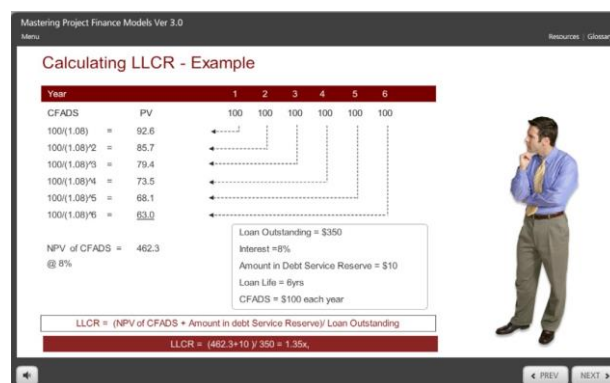 Mastering Project Finance Models Ver 3.0
Menu
Resources | Glossar
Calculating LLCR - Example
Year 1 2 3 4 5 6
CFADS PV 100 100 100 100 100 100
100/(1.08) = 92.6
100/(1.08)^2 = 85.7
100/(1.08)^3 = 79.4
100/(1.08)^4 = 73.5
100/(1.08)^5 = 68.1
100/(1.08)^6 = 63.0
NPV of CFADS = 462.3
@ 8%
Loan Outstanding = $350
Interest =8%
Amount in Debt Service Reserve = $10
Loan Life = 6yrs
CFADS = $100 each year
LLCR = (NPV of CFADS + Amount in debt Service Reserve)/ Loan Outstanding
LLCR = (462.3+10 )/ 350 = 1.35x,
PREV NEXT